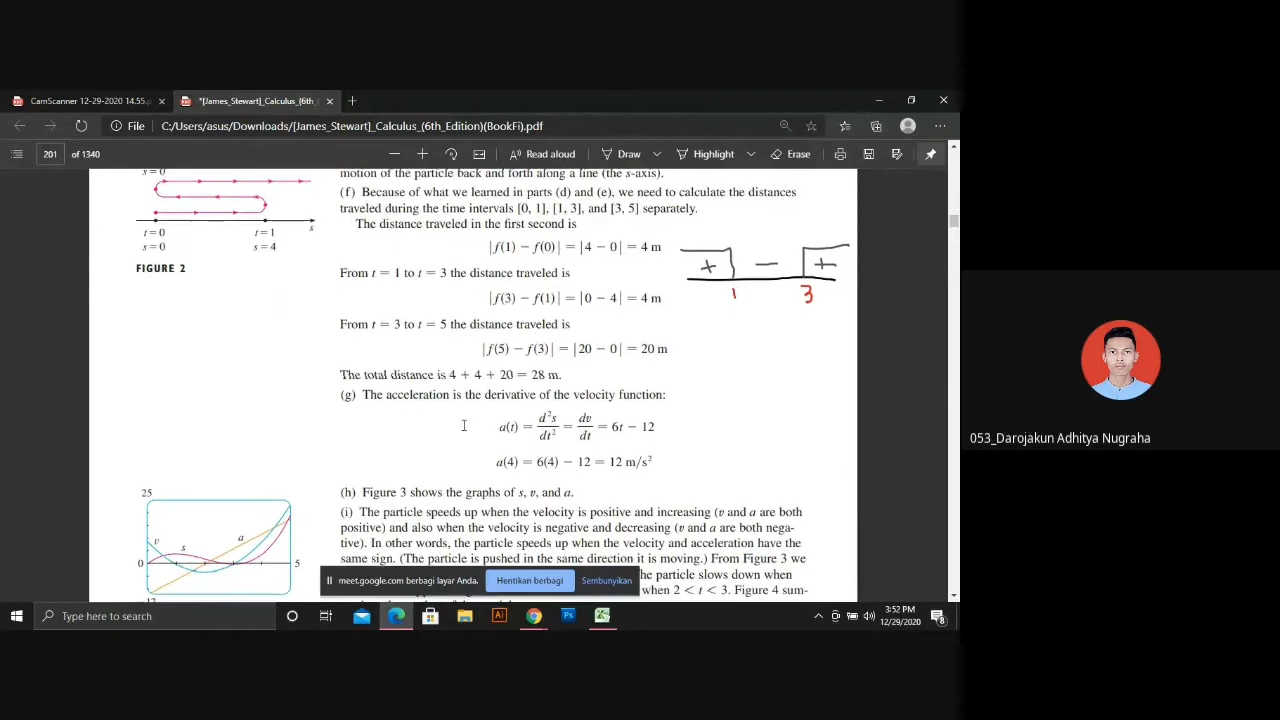 CamScanner 12-29-2020 14.55.p
*[James_Stewart]_Calculus_(6th_E
File
C:/Users/asus/Downloads/[James_Stewart]_Calculus_(6th_Edition)(BookFi).pdf
201 of 1340
Read aloud
Draw
Highlight
Erase
s=0
motion of the particle back and forth along a line (the s-axis).
(f) Because of what we learned in parts (d) and (e), we need to calculate the distances
traveled during the time intervals [0, 1], [1, 3], and [3, 5] separately.
The distance traveled in the first second is
t=0
s=0
t=1
s=4
s
FIGURE 2
|f(1) − f(0)| = |4 − 0| = 4 m
+ − +
1 3
From t = 1 to t = 3 the distance traveled is
|f(3) − f(1)| = |0 − 4| = 4 m
From t = 3 to t = 5 the distance traveled is
|f(5) − f(3)| = |20 − 0| = 20 m
The total distance is 4 + 4 + 20 = 28 m.
(g) The acceleration is the derivative of the velocity function:
a(t) = d²s/dt² = dv/dt = 6t − 12
a(4) = 6(4) − 12 = 12 m/s²
25
v
s
a
0
5
(h) Figure 3 shows the graphs of s, v, and a.
(i) The particle speeds up when the velocity is positive and increasing (v and a are both
positive) and also when the velocity is negative and decreasing (v and a are both nega-
tive). In other words, the particle speeds up when the velocity and acceleration have the
same sign. (The particle is pushed in the same direction it is moving.) From Figure 3 we
he particle slows down when
when 2 < t < 3. Figure 4 sum-
meet.google.com berbagi layar Anda.
Hentikan berbagi
Sembunyikan
Type here to search
Ai
Ps
3:52 PM
12/29/2020
8
053_Darojakun Adhitya Nugraha